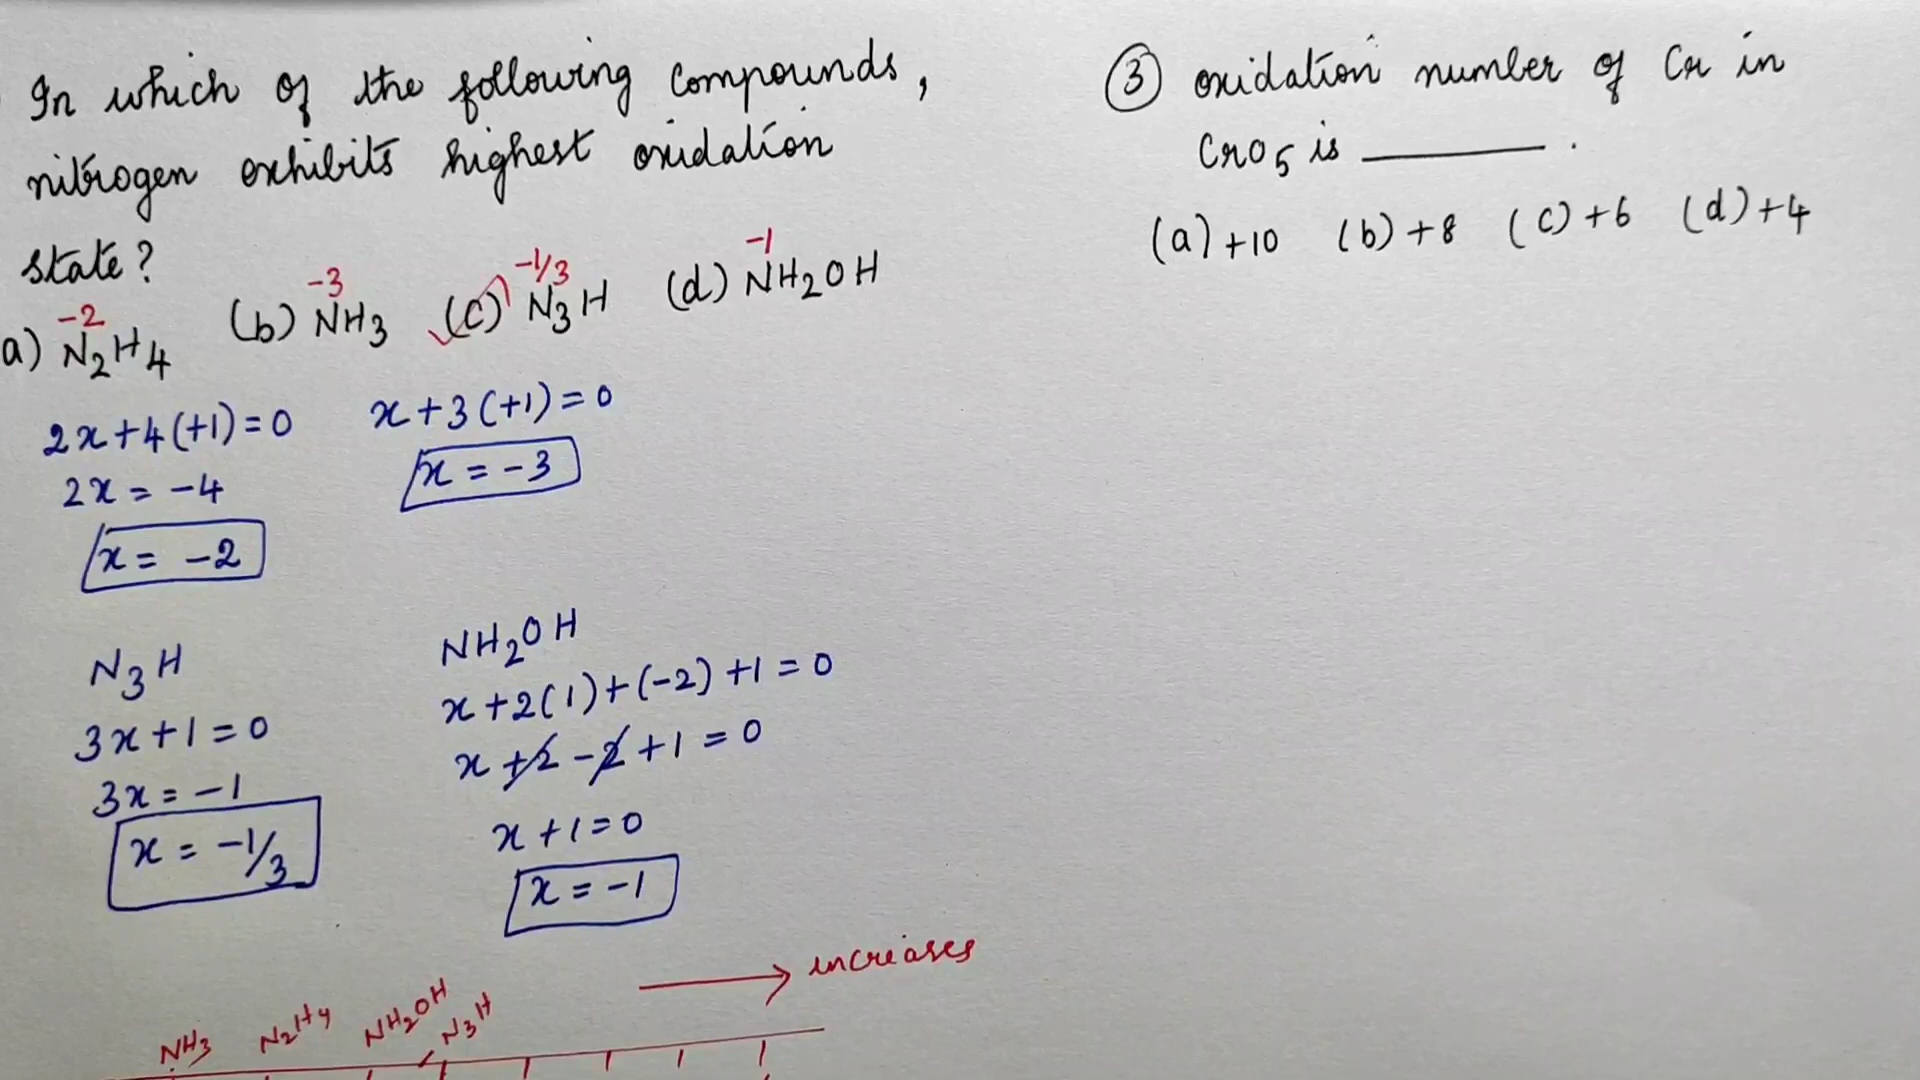 In which of the following compounds,
nitrogen exhibits highest oxidation
state?
-2 -3 -1/3 -1
a) N2H4 (b) NH3 (c) N3H (d) NH2OH
2x+4(+1)=0
2x = -4
x = -2
x+3(+1)=0
x = -3
N3H
3x+1=0
3x=-1
x = -1/3
NH2OH
x+2(1)+(-2)+1=0
x+2-2+1=0
x+1=0
x=-1
increases
NH3 N2H4 NH2OH N3H
③ oxidation number of Cr in
CrO5 is ______.
(a)+10 (b)+8 (c)+6 (d)+4